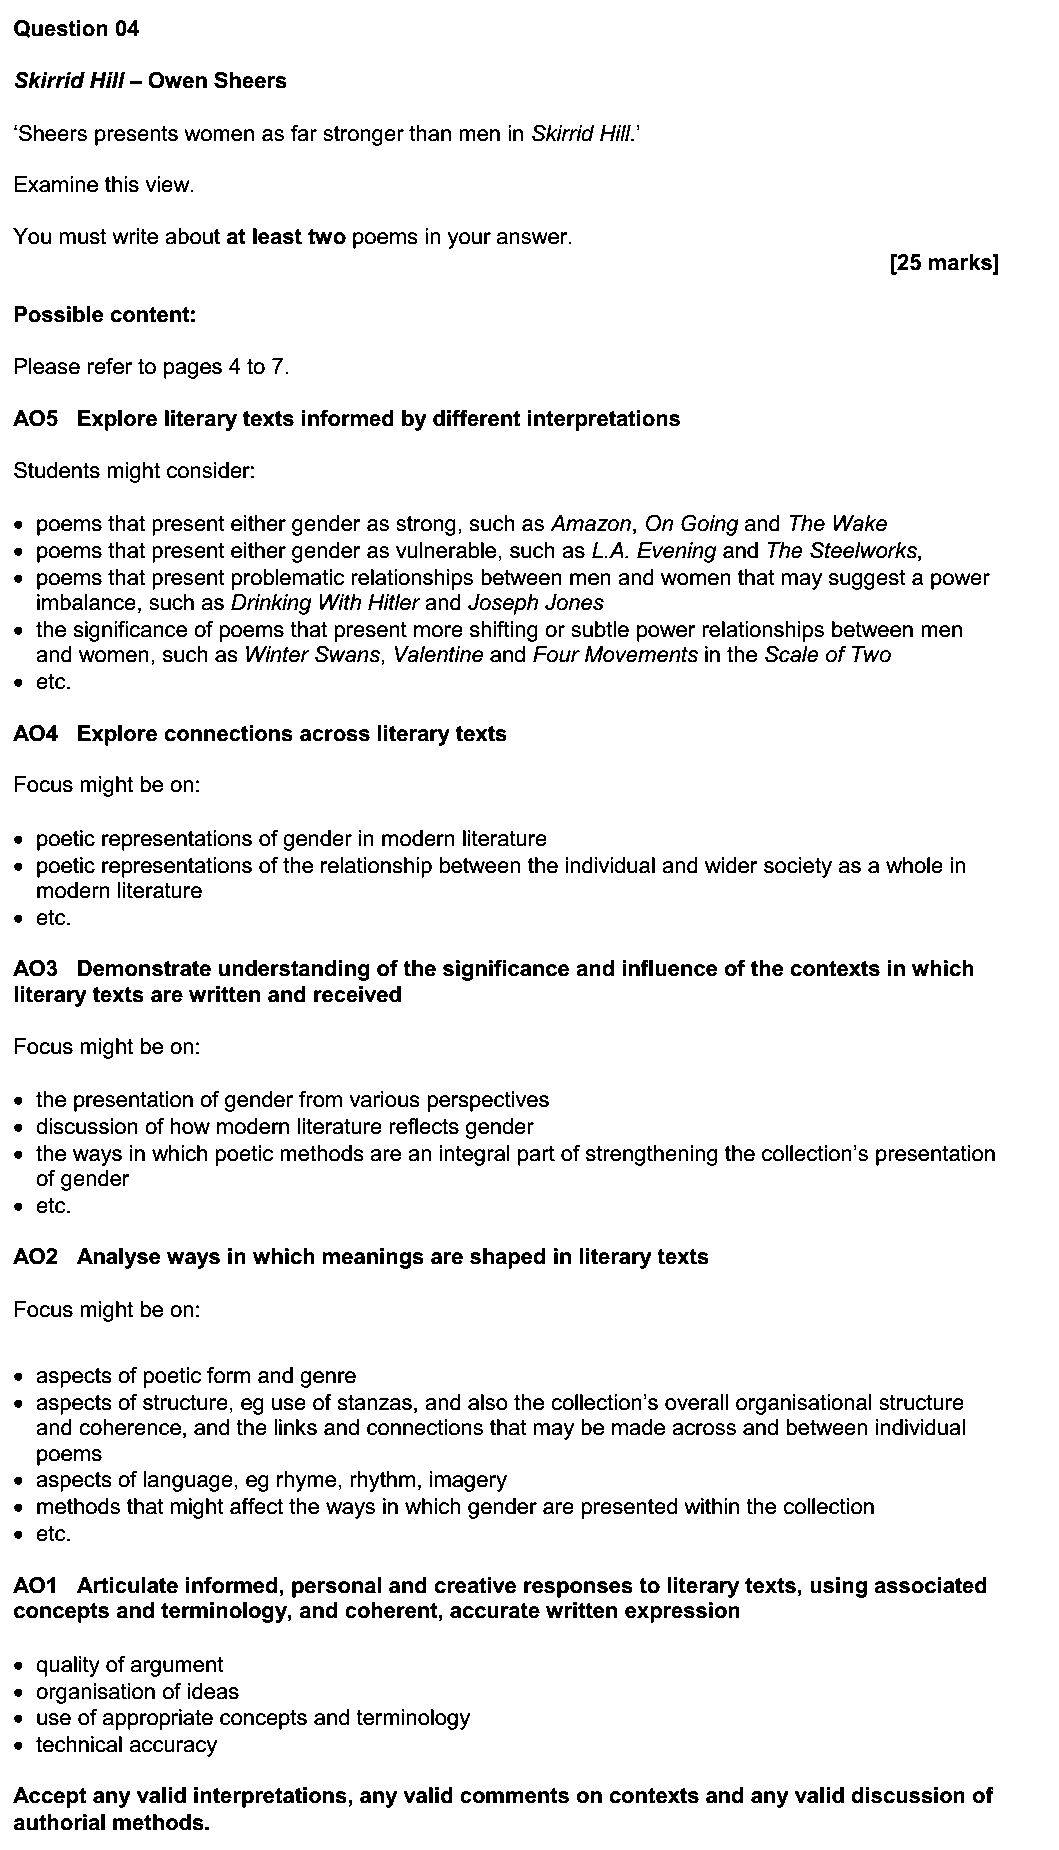 Question 04
Skirrid Hill – Owen Sheers
‘Sheers presents women as far stronger than men in Skirrid Hill.’
Examine this view.
You must write about at least two poems in your answer.
[25 marks]
Possible content:
Please refer to pages 4 to 7.
AO5 Explore literary texts informed by different interpretations
Students might consider:
• poems that present either gender as strong, such as Amazon, On Going and The Wake
• poems that present either gender as vulnerable, such as L.A. Evening and The Steelworks,
• poems that present problematic relationships between men and women that may suggest a power
imbalance, such as Drinking With Hitler and Joseph Jones
• the significance of poems that present more shifting or subtle power relationships between men
and women, such as Winter Swans, Valentine and Four Movements in the Scale of Two
• etc.
AO4 Explore connections across literary texts
Focus might be on:
• poetic representations of gender in modern literature
• poetic representations of the relationship between the individual and wider society as a whole in
modern literature
• etc.
AO3 Demonstrate understanding of the significance and influence of the contexts in which
literary texts are written and received
Focus might be on:
• the presentation of gender from various perspectives
• discussion of how modern literature reflects gender
• the ways in which poetic methods are an integral part of strengthening the collection’s presentation
of gender
• etc.
AO2 Analyse ways in which meanings are shaped in literary texts
Focus might be on:
• aspects of poetic form and genre
• aspects of structure, eg use of stanzas, and also the collection’s overall organisational structure
and coherence, and the links and connections that may be made across and between individual
poems
• aspects of language, eg rhyme, rhythm, imagery
• methods that might affect the ways in which gender are presented within the collection
• etc.
AO1 Articulate informed, personal and creative responses to literary texts, using associated
concepts and terminology, and coherent, accurate written expression
• quality of argument
• organisation of ideas
• use of appropriate concepts and terminology
• technical accuracy
Accept any valid interpretations, any valid comments on contexts and any valid discussion of
authorial methods.